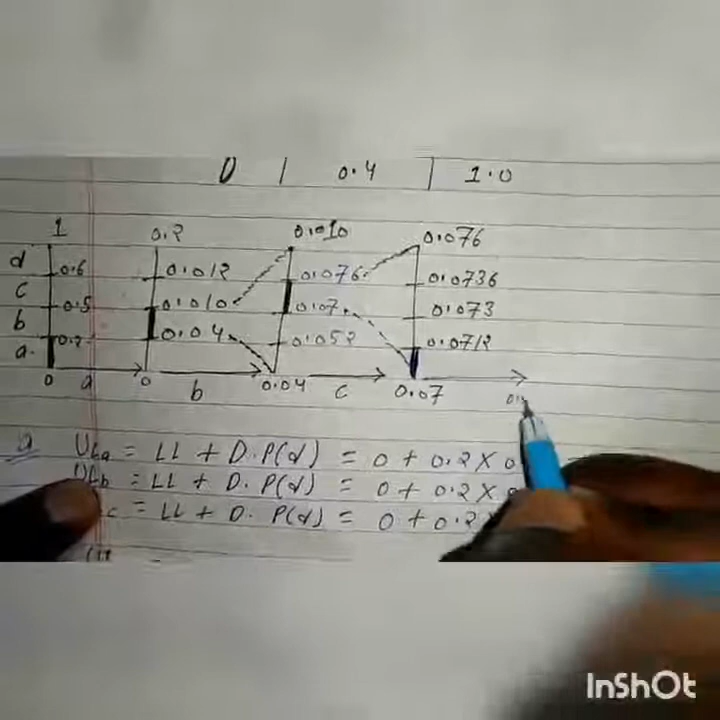 D | 0.4 | 1.0
1 0.2 0.010 0.076
d 0.6 0.012 0.076 0.0736
c 0.5 0.010 0.07 0.073
b 0.2 0.04 0.052 0.0712
a.
0 a 0 b 0.04 c 0.07 0.
a ULa = LL + D. P(d) = 0 + 0.2 X 0
ULb = LL + D. P(d) = 0 + 0.2 X
c = LL + D. P(d) = 0 + 0.2
InShOt